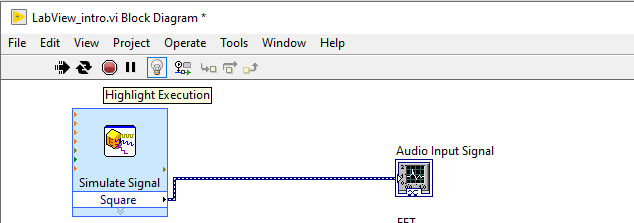 LabView_intro.vi Block Diagram *
File Edit View Project Operate Tools Window Help
Highlight Execution
Audio Input Signal
Simulate Signal
Square